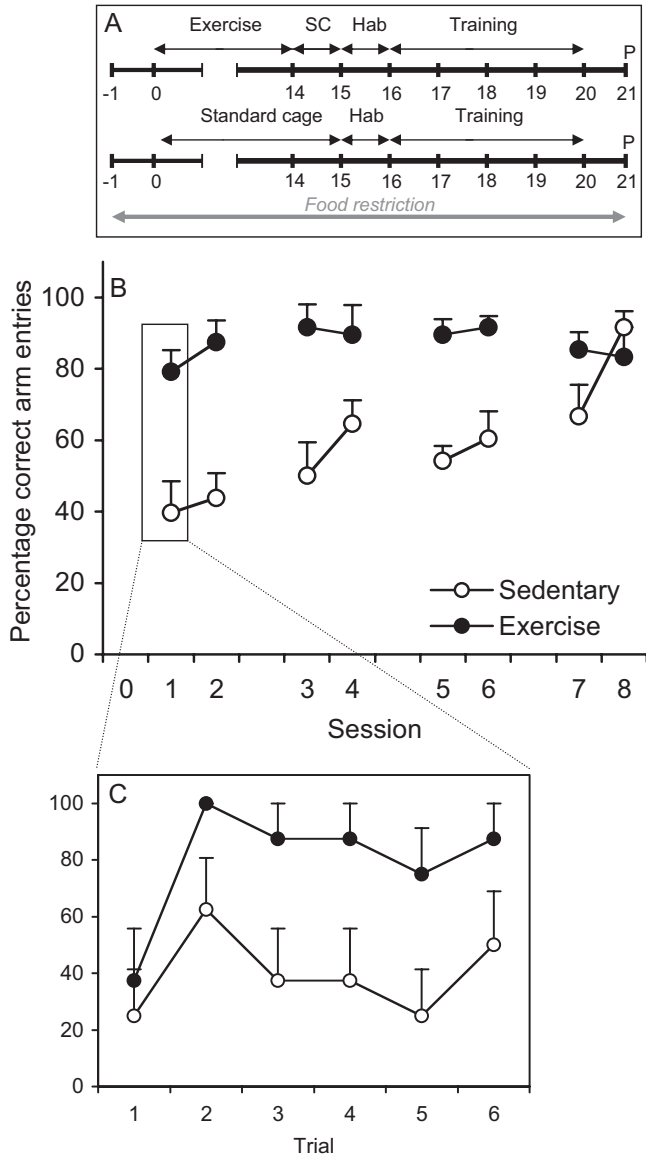 A
Exercise SC Hab Training
P
-1 0 14 15 16 17 18 19 20 21
Standard cage Hab Training
P
-1 0 14 15 16 17 18 19 20 21
Food restriction
B
Percentage correct arm entries
100
80
60
40
20
0
Sedentary
Exercise
0 1 2 3 4 5 6 7 8
Session
C
100
80
60
40
20
0
1 2 3 4 5 6
Trial